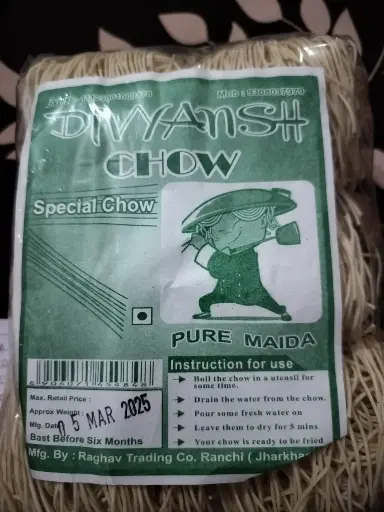 Mob : 9308037979
DIVYANSH
CHOW
Special Chow
PURE MAIDA
Instruction for use
Boil the chow in a utencil for
some time.
Drain the water from the chow.
Pour some fresh water on
Leave them to dry for 5 mins
Your chow is ready to be fried
Max. Retail Price :
Approx Weight :
Mfg. Date
05 MAR 2025
Bast Before Six Months
Mfg. By : Raghav Trading Co. Ranchi ( Jharkha